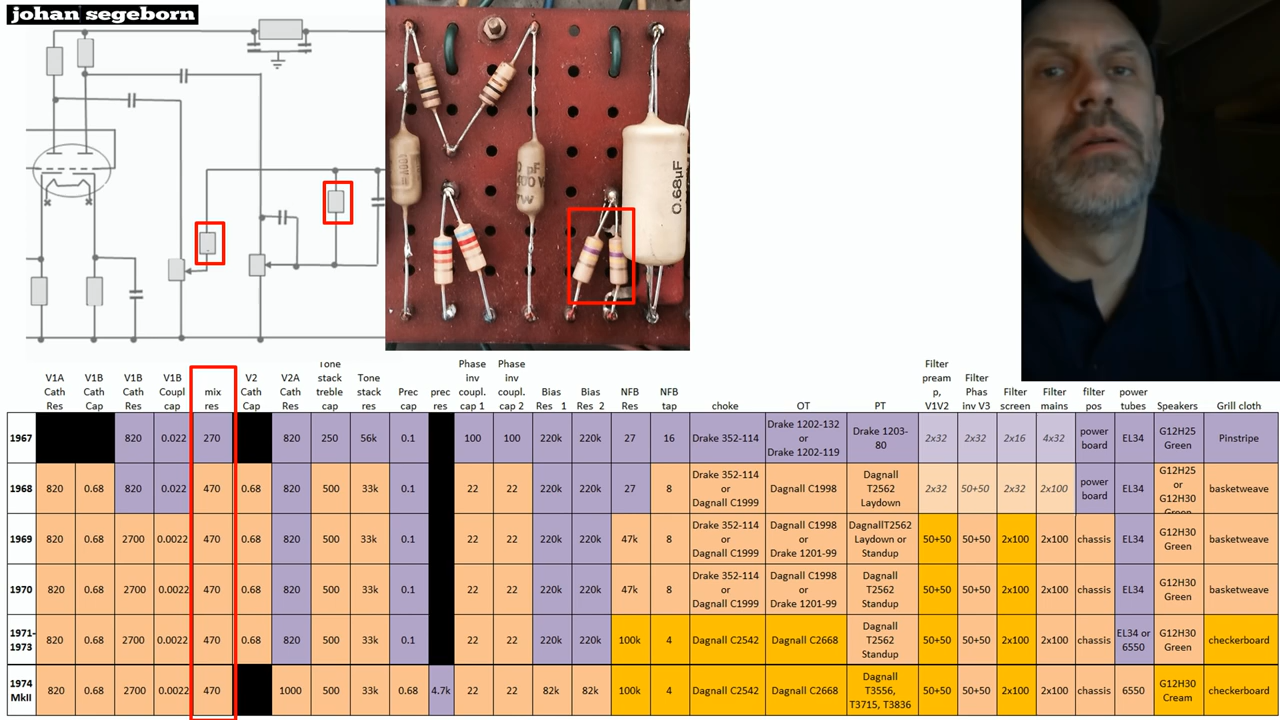 johan segeborn
0.68µF
pF
400 V
V1A Cath Res
V1B Cath Cap
V1B Cath Res
V1B Coupl cap
mix res
V2 Cath Cap
V2A Cath Res
Tone stack treble cap
Tone stack res
Prec cap
prec res
Phase inv coupl. cap 1
Phase inv coup. cap 2
Bias Res 1
Bias Res 2
NFB Res
NFB tap
choke
OT
PT
Filter pream p, V1V2
Filter Phas inv V3
Filter screen
Filter mains
filter pos
power tubes
Speakers
Grill cloth
1967 820 0.022 270 820 250 56k 0.1 100 100 220k 220k 27 16 Drake 352-114 Drake 1202-132 or Drake 1202-119 Drake 1203-80 2x32 2x32 2x16 4x32 power board EL34 G12H25 Green Pinstripe
1968 820 0.68 820 0.022 470 0.68 820 500 33k 0.1 22 22 220k 220k 27 8 Drake 352-114 or Dagnall C1999 Dagnall C1998 Dagnall T2562 Laydown 2x32 50+50 2x32 2x100 power board EL34 G12H25 or G12H30 Green basketweave
1969 820 0.68 2700 0.0022 470 0.68 820 500 33k 0.1 22 22 220k 220k 47k 8 Drake 352-114 or Dagnall C1999 Dagnall C1998 or Drake 1201-99 DagnallT2562 Laydown or Standup 50+50 50+50 2x100 2x100 chassis EL34 G12H30 Green basketweave
1970 820 0.68 2700 0.0022 470 0.68 820 500 33k 0.1 22 22 220k 220k 47k 8 Drake 352-114 or Dagnall C1999 Dagnall C1998 or Drake 1201-99 Dagnall T2562 Standup 50+50 50+50 2x100 2x100 chassis EL34 G12H30 Green basketweave
1971-1973 820 0.68 2700 0.0022 470 0.68 820 500 33k 0.1 22 22 220k 220k 100k 4 Dagnall C2542 Dagnall C2668 Dagnall T2562 Standup 50+50 50+50 2x100 2x100 chassis EL34 or 6550 G12H30 Green checkerboard
1974 MkII 820 0.68 2700 0.0022 470 1000 500 33k 0.68 4.7k 22 22 82k 82k 100k 4 Dagnall C2542 Dagnall C2668 Dagnall T3556, T3715, T3836 50+50 50+50 2x100 2x100 chassis 6550 G12H30 Cream checkerboard